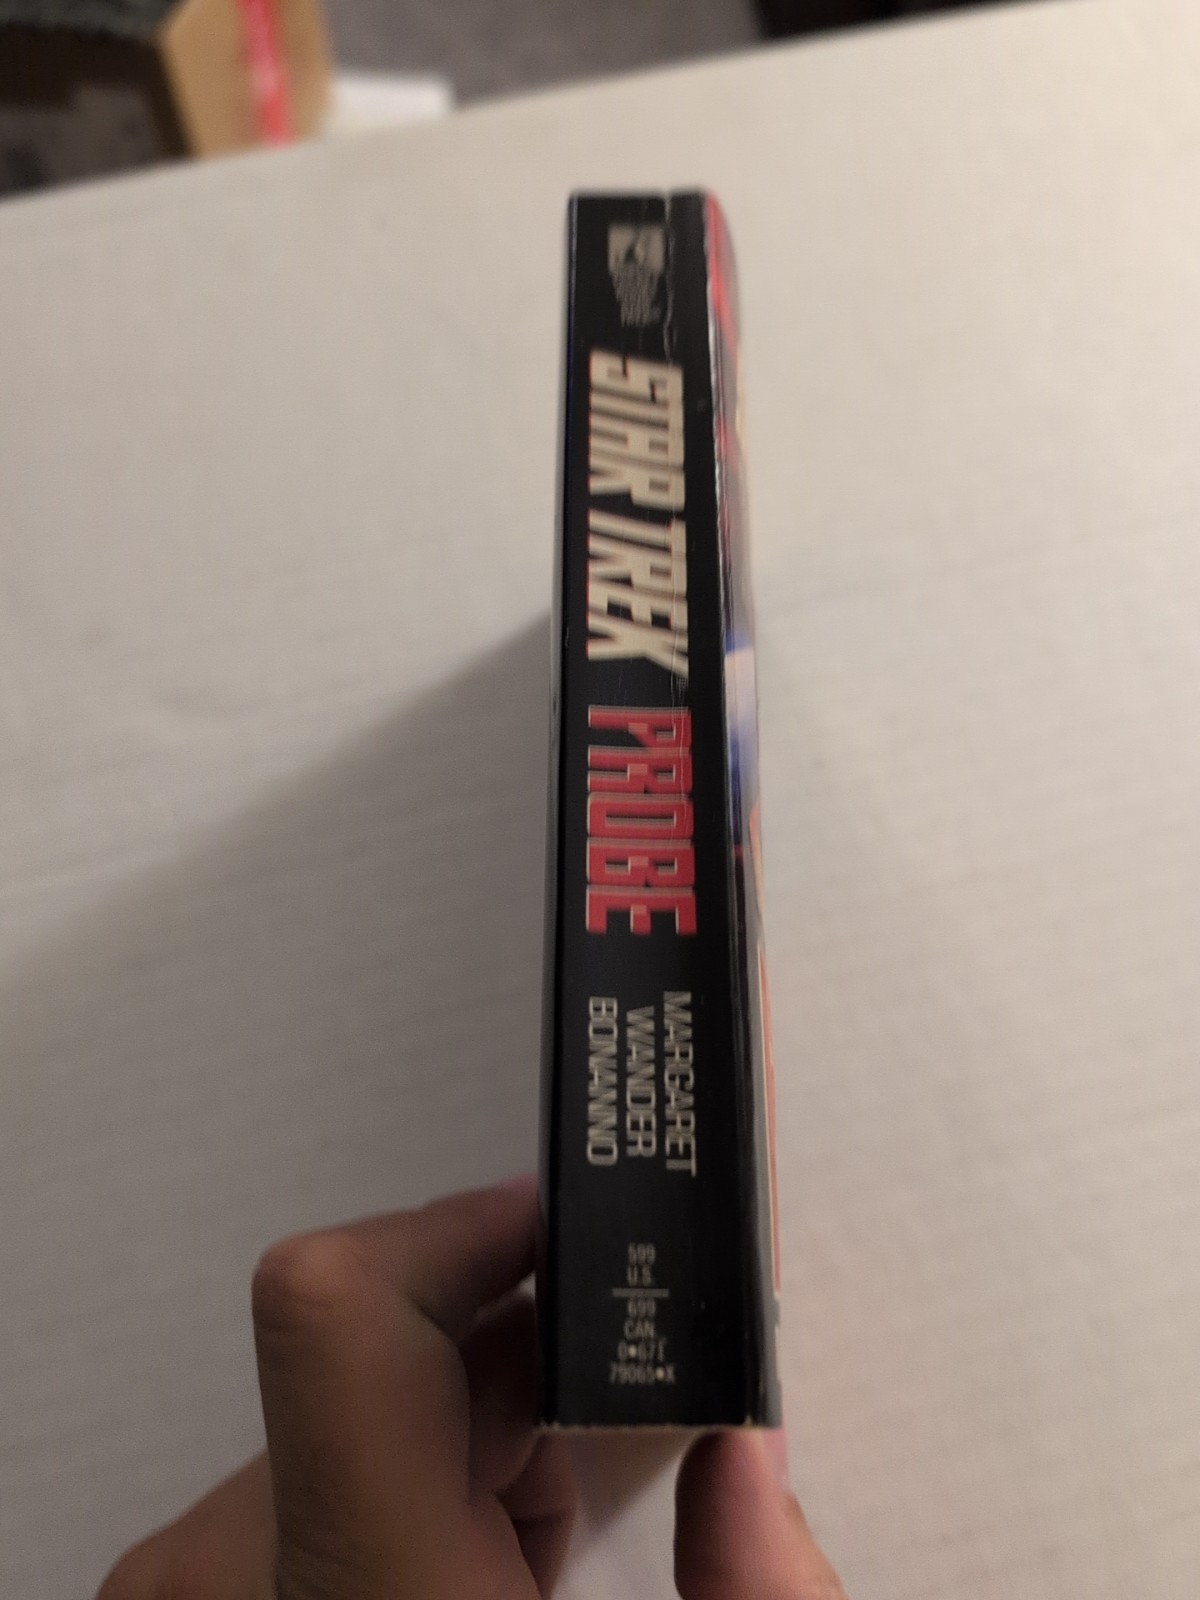 STAR TREK
PROBE
MARGARET
WANDER
BONANNO
599
U.S.
699
CAN.
0•671
79065•X